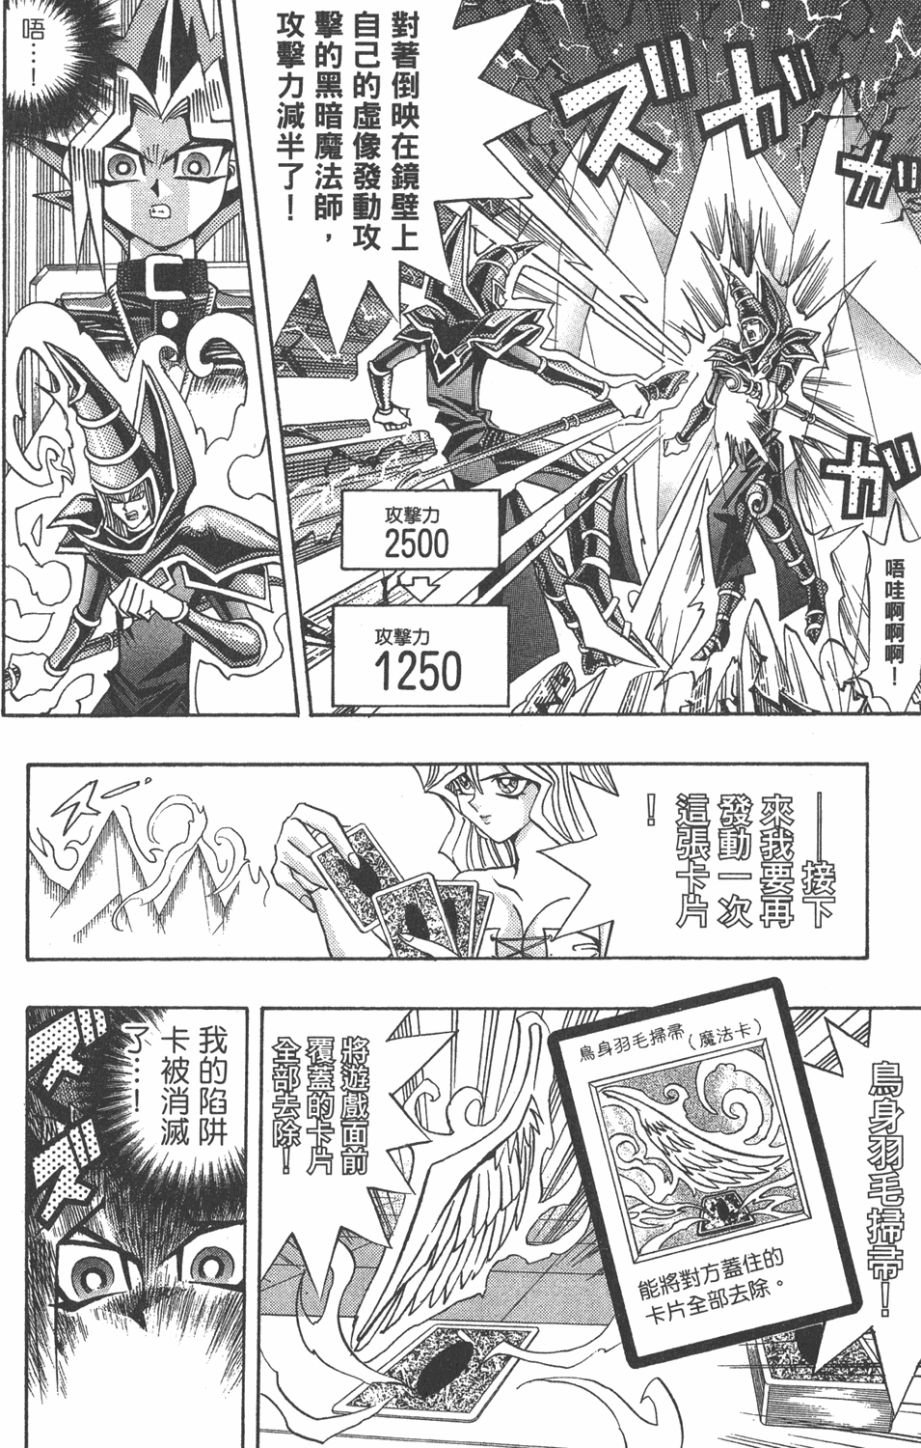 ズ
ガ
ガ
ガ
對著倒映在鏡壁上
自己的虛像發動攻
擊的黑暗魔法師，
攻擊力減半了！
唔哇啊啊啊！
攻擊力
2500
攻擊力
1250
唔…！
——接下
來我要再
發動一次
這張卡片
！
鳥身羽毛掃帚！
鳥身羽毛掃帚(魔法卡)
能將對方蓋住的
卡片全部去除。
將遊戲面前
覆蓋的卡片
全部去除！
我的陷阱
卡被消滅
了……！
ズ
ズ